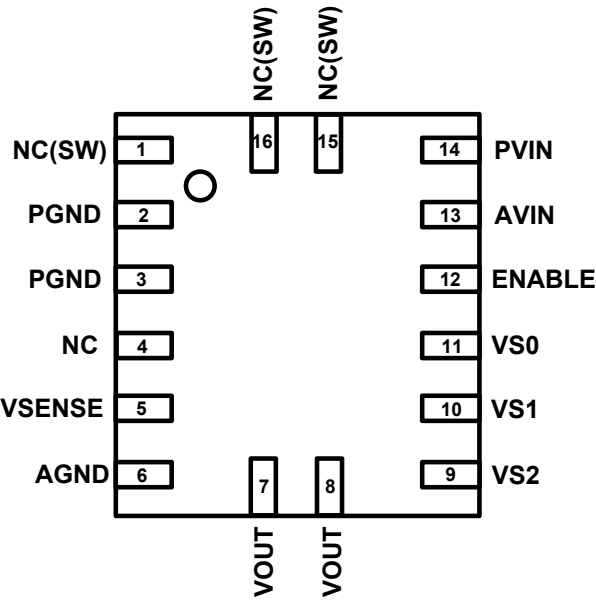 NC(SW)
NC(SW)
16
15
NC(SW) 1
14 PVIN
PGND 2
13 AVIN
PGND 3
12 ENABLE
NC 4
11 VS0
VSENSE 5
10 VS1
AGND 6
9 VS2
7
8
VOUT
VOUT